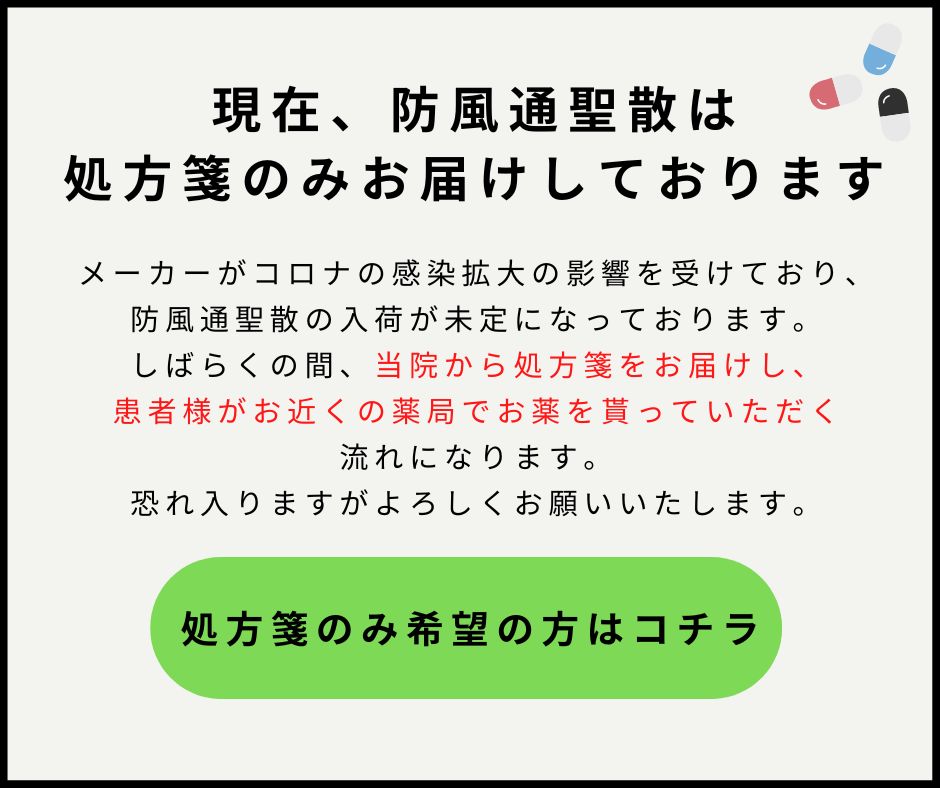 現在、防風通聖散は
処方箋のみお届けしております
メーカーがコロナの感染拡大の影響を受けており、
防風通聖散の入荷が未定になっております。
しばらくの間、当院から処方箋をお届けし、
患者様がお近くの薬局でお薬を貰っていただく
流れになります。
恐れ入りますがよろしくお願いいたします。
処方箋のみ希望の方はコチラ